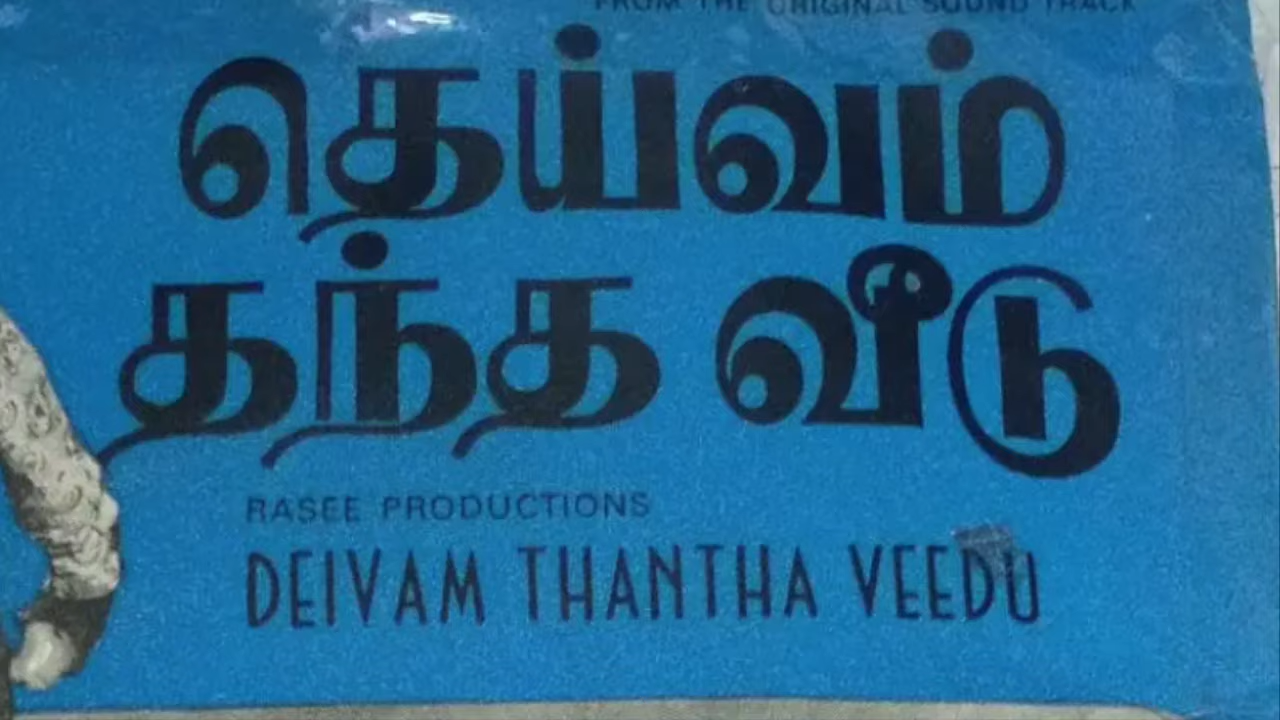 FROM THE ORIGINAL SOUND TRACK
தெய்வம்
தந்த வீடு
RASEE PRODUCTIONS
DEIVAM THANTHA VEEDU